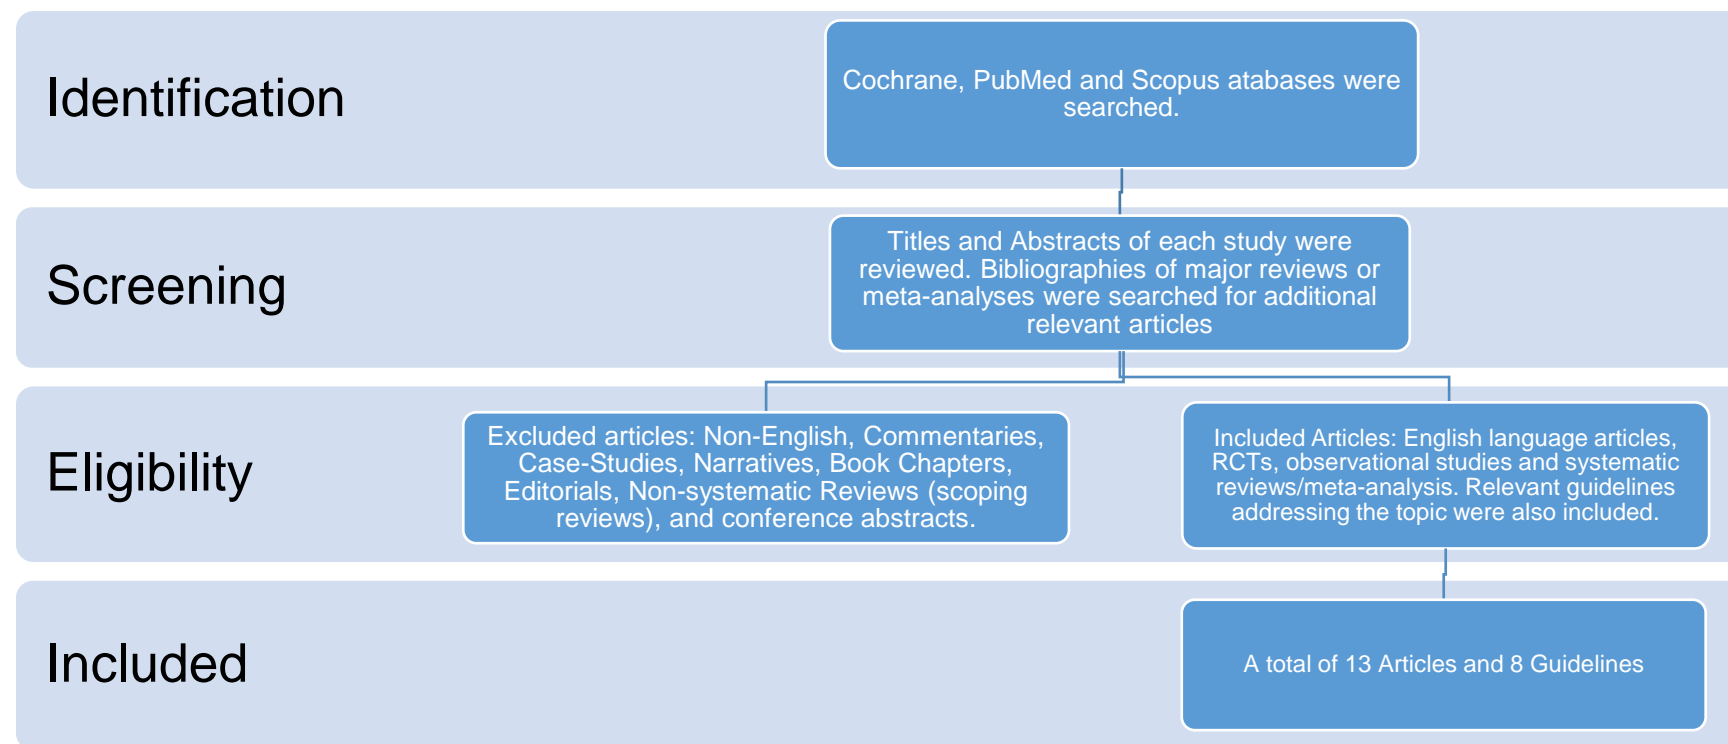 Identification
Cochrane, PubMed and Scopus atabases were
searched.
Screening
Titles and Abstracts of each study were
reviewed. Bibliographies of major reviews or
meta-analyses were searched for additional
relevant articles
Eligibility
Excluded articles: Non-English, Commentaries,
Case-Studies, Narratives, Book Chapters,
Editorials, Non-systematic Reviews (scoping
reviews), and conference abstracts.
Included Articles: English language articles,
RCTs, observational studies and systematic
reviews/meta-analysis. Relevant guidelines
addressing the topic were also included.
Included
A total of 13 Articles and 8 Guidelines